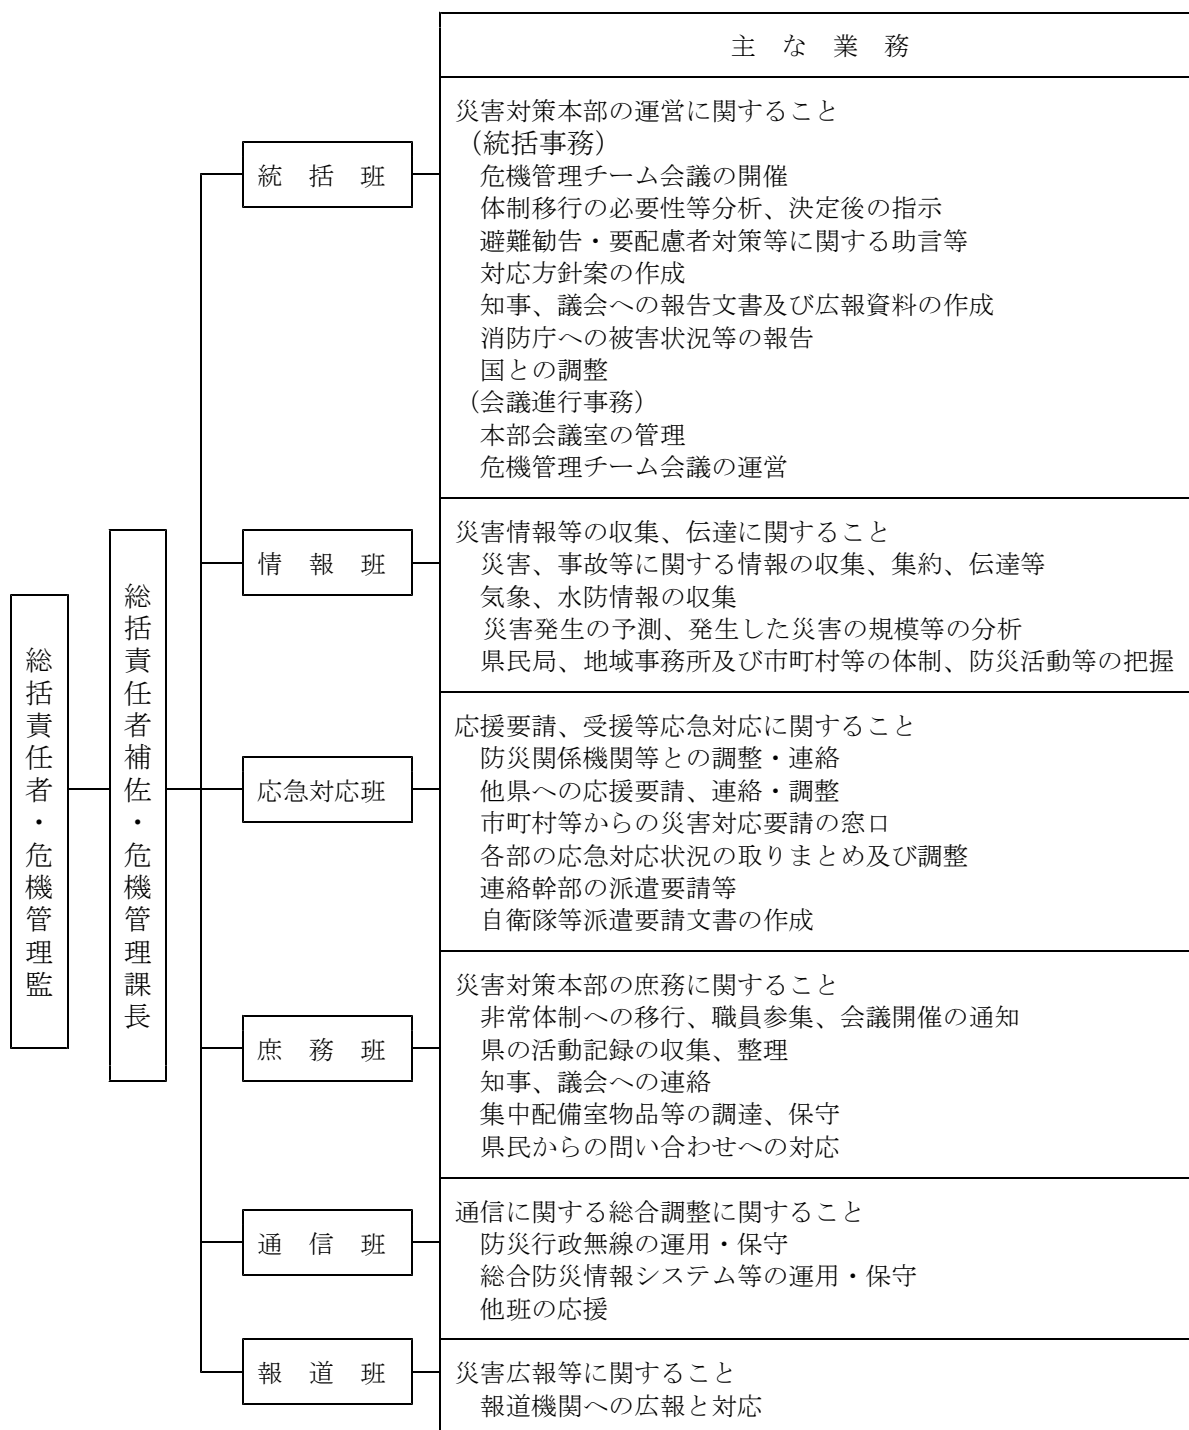 主 な 業 務
総括責任者・危機管理監
総括責任者補佐・危機管理課長
統 括 班
災害対策本部の運営に関すること
(統括事務)
危機管理チーム会議の開催
体制移行の必要性等分析、決定後の指示
避難勧告・要配慮者対策等に関する助言等
対応方針案の作成
知事、議会への報告文書及び広報資料の作成
消防庁への被害状況等の報告
国との調整
(会議進行事務)
本部会議室の管理
危機管理チーム会議の運営
情 報 班
災害情報等の収集、伝達に関すること
災害、事故等に関する情報の収集、集約、伝達等
気象、水防情報の収集
災害発生の予測、発生した災害の規模等の分析
県民局、地域事務所及び市町村等の体制、防災活動等の把握
応急対応班
応援要請、受援等応急対応に関すること
防災関係機関等との調整・連絡
他県への応援要請、連絡・調整
市町村等からの災害対応要請の窓口
各部の応急対応状況の取りまとめ及び調整
連絡幹部の派遣要請等
自衛隊等派遣要請文書の作成
庶 務 班
災害対策本部の庶務に関すること
非常体制への移行、職員参集、会議開催の通知
県の活動記録の収集、整理
知事、議会への連絡
集中配備室物品等の調達、保守
県民からの問い合わせへの対応
通 信 班
通信に関する総合調整に関すること
防災行政無線の運用・保守
総合防災情報システム等の運用・保守
他班の応援
報 道 班
災害広報等に関すること
報道機関への広報と対応